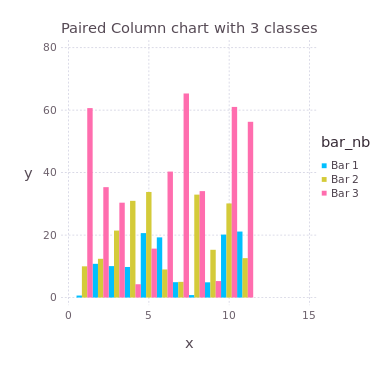 Paired Column chart with 3 classes
80
60
40
20
0
y
0 5 10 15
x
bar_nb
Bar 1
Bar 2
Bar 3